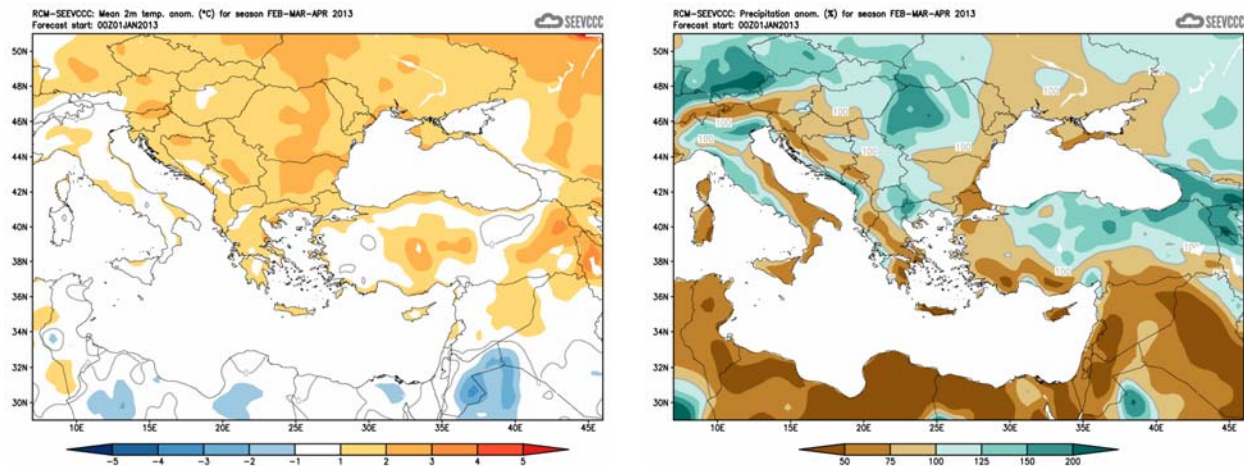 RCM-SEEVCCC: Mean 2m temp. anom. (°C) for season FEB-MAR-APR 2013
Forecast start: 00Z01JAN2013
SEEVCCC
50N
48N
46N
44N
42N
40N
38N
36N
34N
32N
30N
10E 15E 20E 25E 30E 35E 40E 45E
-5 -4 -3 -2 -1 1 2 3 4 5
RCM-SEEVCCC: Precipitation anom. (%) for season FEB-MAR-APR 2013
Forecast start: 00Z01JAN2013
SEEVCCC
50N
48N
46N
44N
42N
40N
38N
36N
34N
32N
30N
100
100
100
100
100
100
100
100
10E 15E 20E 25E 30E 35E 40E 45E
50 75 100 125 150 200